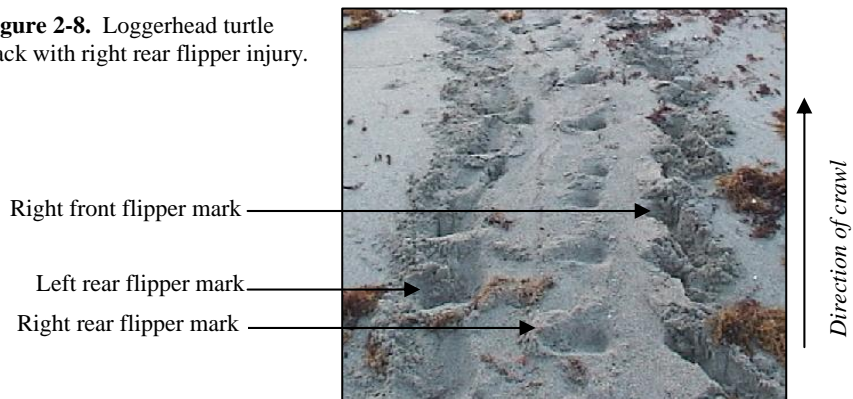 gure 2-8. Loggerhead turtle
ack with right rear flipper injury.
Right front flipper mark
Left rear flipper mark
Right rear flipper mark
Direction of crawl